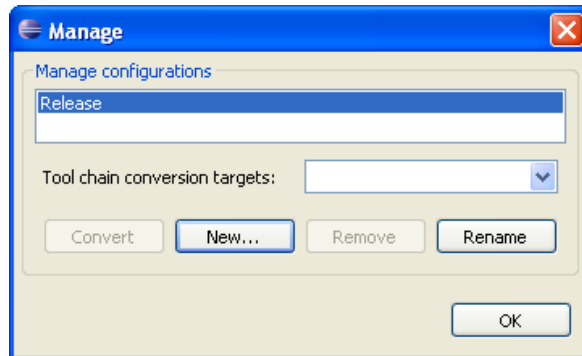 Manage
Manage configurations
Release
Tool chain conversion targets:
Convert New... Remove Rename
OK